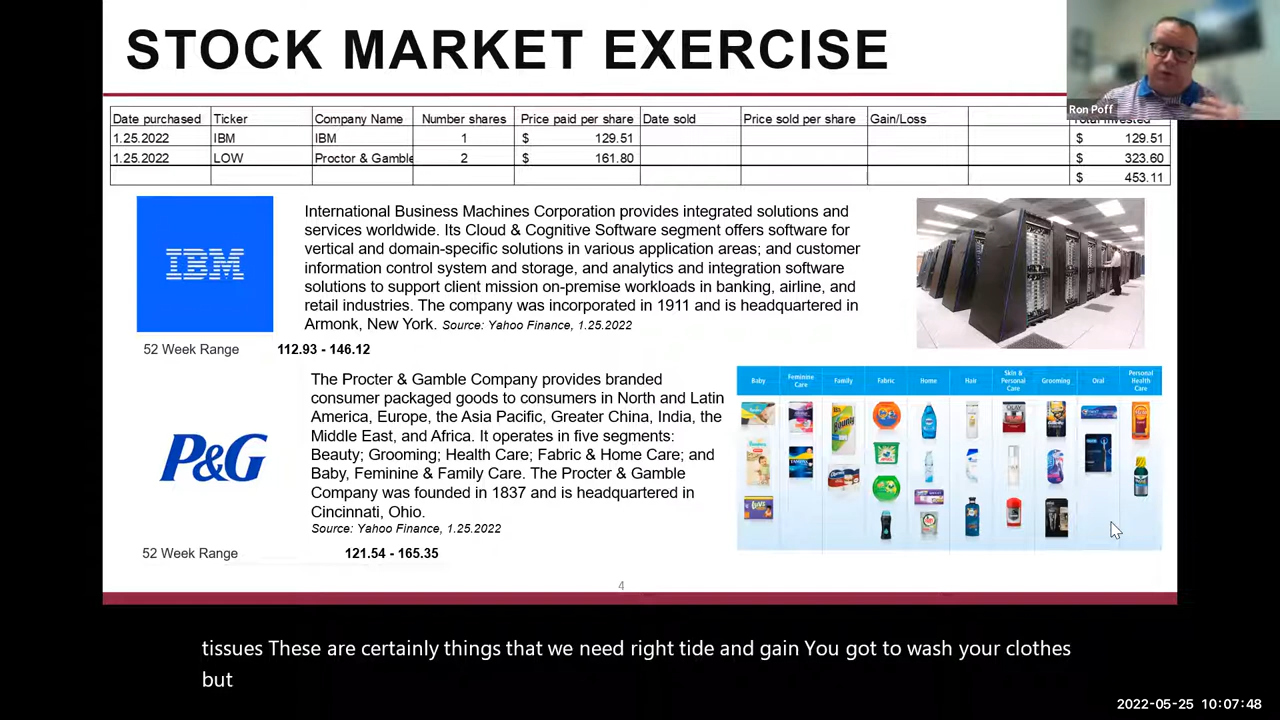 STOCK MARKET EXERCISE
Ron Poff
Date purchased Ticker Company Name Number shares Price paid per share Date sold Price sold per share Gain/Loss Total Invested
1.25.2022 IBM IBM 1 $ 129.51 $ 129.51
1.25.2022 LOW Proctor & Gamble 2 $ 161.80 $ 323.60
$ 453.11
IBM
International Business Machines Corporation provides integrated solutions and
services worldwide. Its Cloud & Cognitive Software segment offers software for
vertical and domain-specific solutions in various application areas; and customer
information control system and storage, and analytics and integration software
solutions to support client mission on-premise workloads in banking, airline, and
retail industries. The company was incorporated in 1911 and is headquartered in
Armonk, New York. Source: Yahoo Finance, 1.25.2022
52 Week Range 112.93 - 146.12
P&G
The Procter & Gamble Company provides branded
consumer packaged goods to consumers in North and Latin
America, Europe, the Asia Pacific, Greater China, India, the
Middle East, and Africa. It operates in five segments:
Beauty; Grooming; Health Care; Fabric & Home Care; and
Baby, Feminine & Family Care. The Procter & Gamble
Company was founded in 1837 and is headquartered in
Cincinnati, Ohio.
Source: Yahoo Finance, 1.25.2022
52 Week Range 121.54 - 165.35
Baby Feminine Care Family Fabric Home Hair Skin & Personal Care Grooming Oral Personal Health Care
Bounty
OLAY
4
tissues These are certainly things that we need right tide and gain You got to wash your clothes
but
2022-05-25 10:07:48